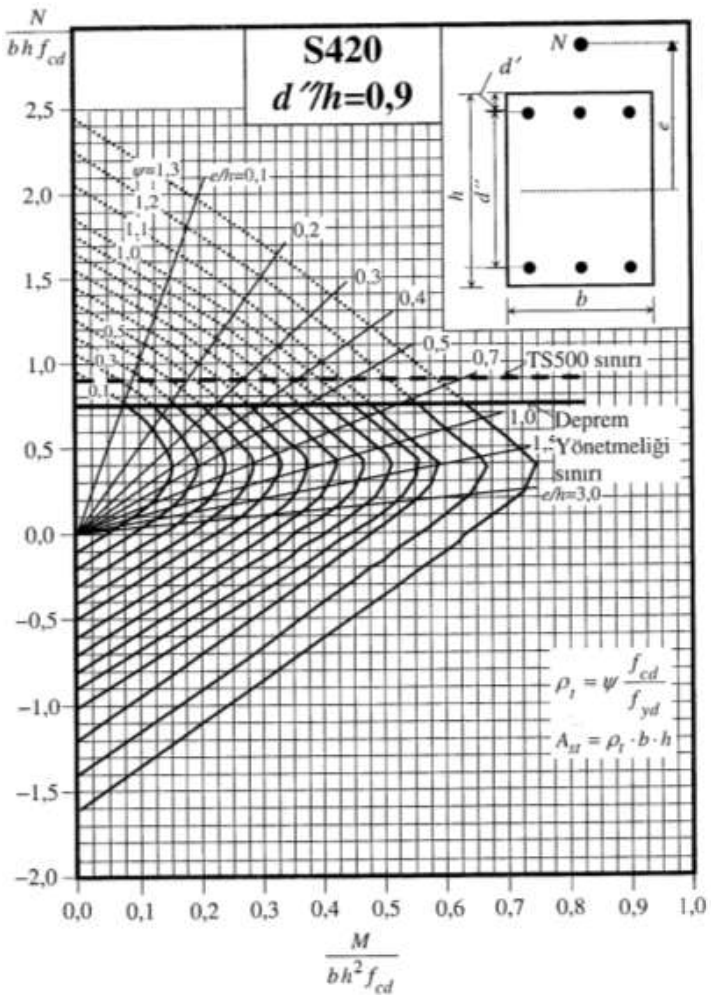 N
b h f_cd
S420
d″/h=0,9
N
d′
e
h
d″
b
2,5
2,0
1,5
1,0
0,5
0,0
−0,5
−1,0
−1,5
−2,0
ψ=1,3
1,2
1,1
1,0
0,5
0,3
0,1
e/h=0,1
0,2
0,3
0,4
0,5
0,7
1,0
1,5
e/h=3,0
TS500 sınırı
Deprem
Yönetmeliği
sınırı
ρ_t = ψ f_cd / f_yd
A_st = ρ_t · b · h
0,0 0,1 0,2 0,3 0,4 0,5 0,6 0,7 0,8 0,9 1,0
M
b h² f_cd